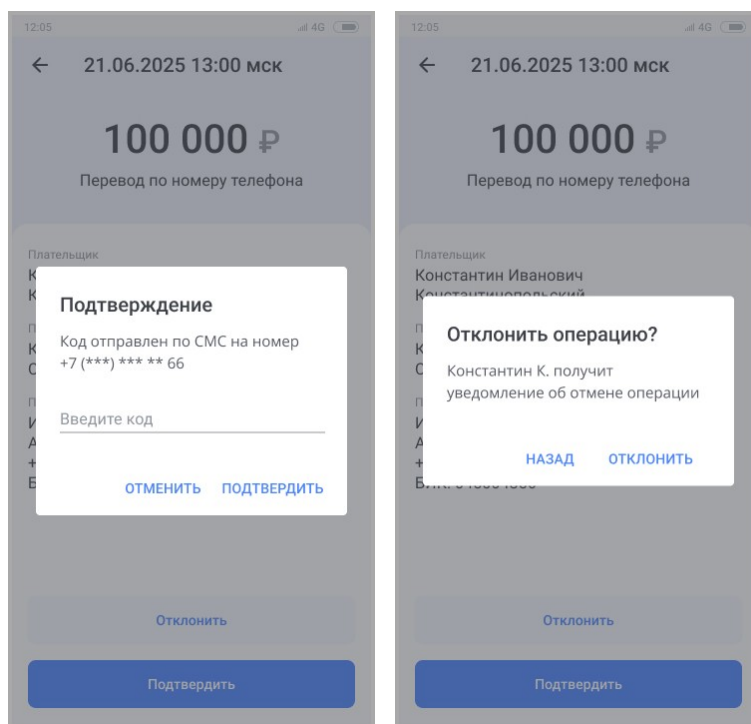 12:05
4G
21.06.2025 13:00 мск
100 000 ₽
Перевод по номеру телефона
Плательщик
Подтверждение
Код отправлен по СМС на номер
+7 (***) *** ** 66
Введите код
ОТМЕНИТЬ ПОДТВЕРДИТЬ
Отклонить
Подтвердить
12:05
4G
21.06.2025 13:00 мск
100 000 ₽
Перевод по номеру телефона
Плательщик
Константин Иванович
Константинопольский
Отклонить операцию?
Константин К. получит
уведомление об отмене операции
НАЗАД ОТКЛОНИТЬ
Отклонить
Подтвердить